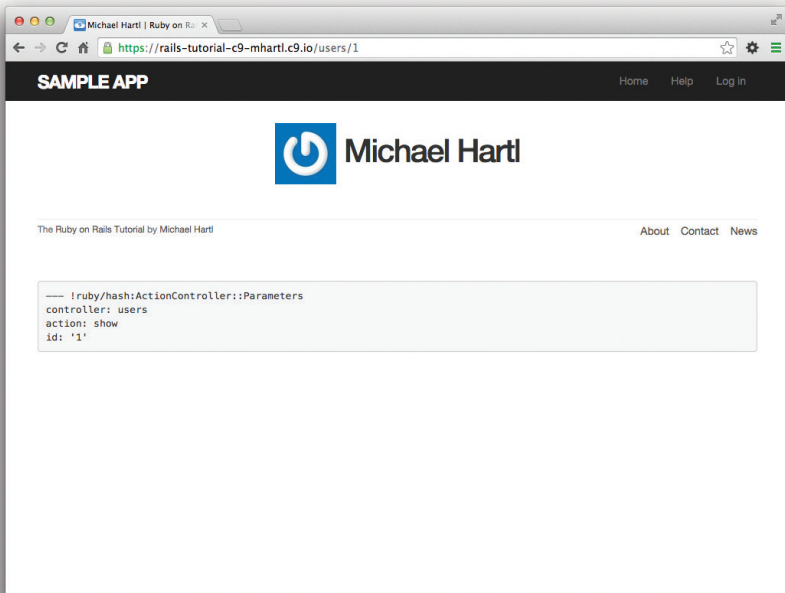 Michael Hartl | Ruby on Ra
https://rails-tutorial-c9-mhartl.c9.io/users/1
SAMPLE APP
Home Help Log in
Michael Hartl
The Ruby on Rails Tutorial by Michael Hartl
About Contact News
--- !ruby/hash:ActionController::Parameters
controller: users
action: show
id: '1'